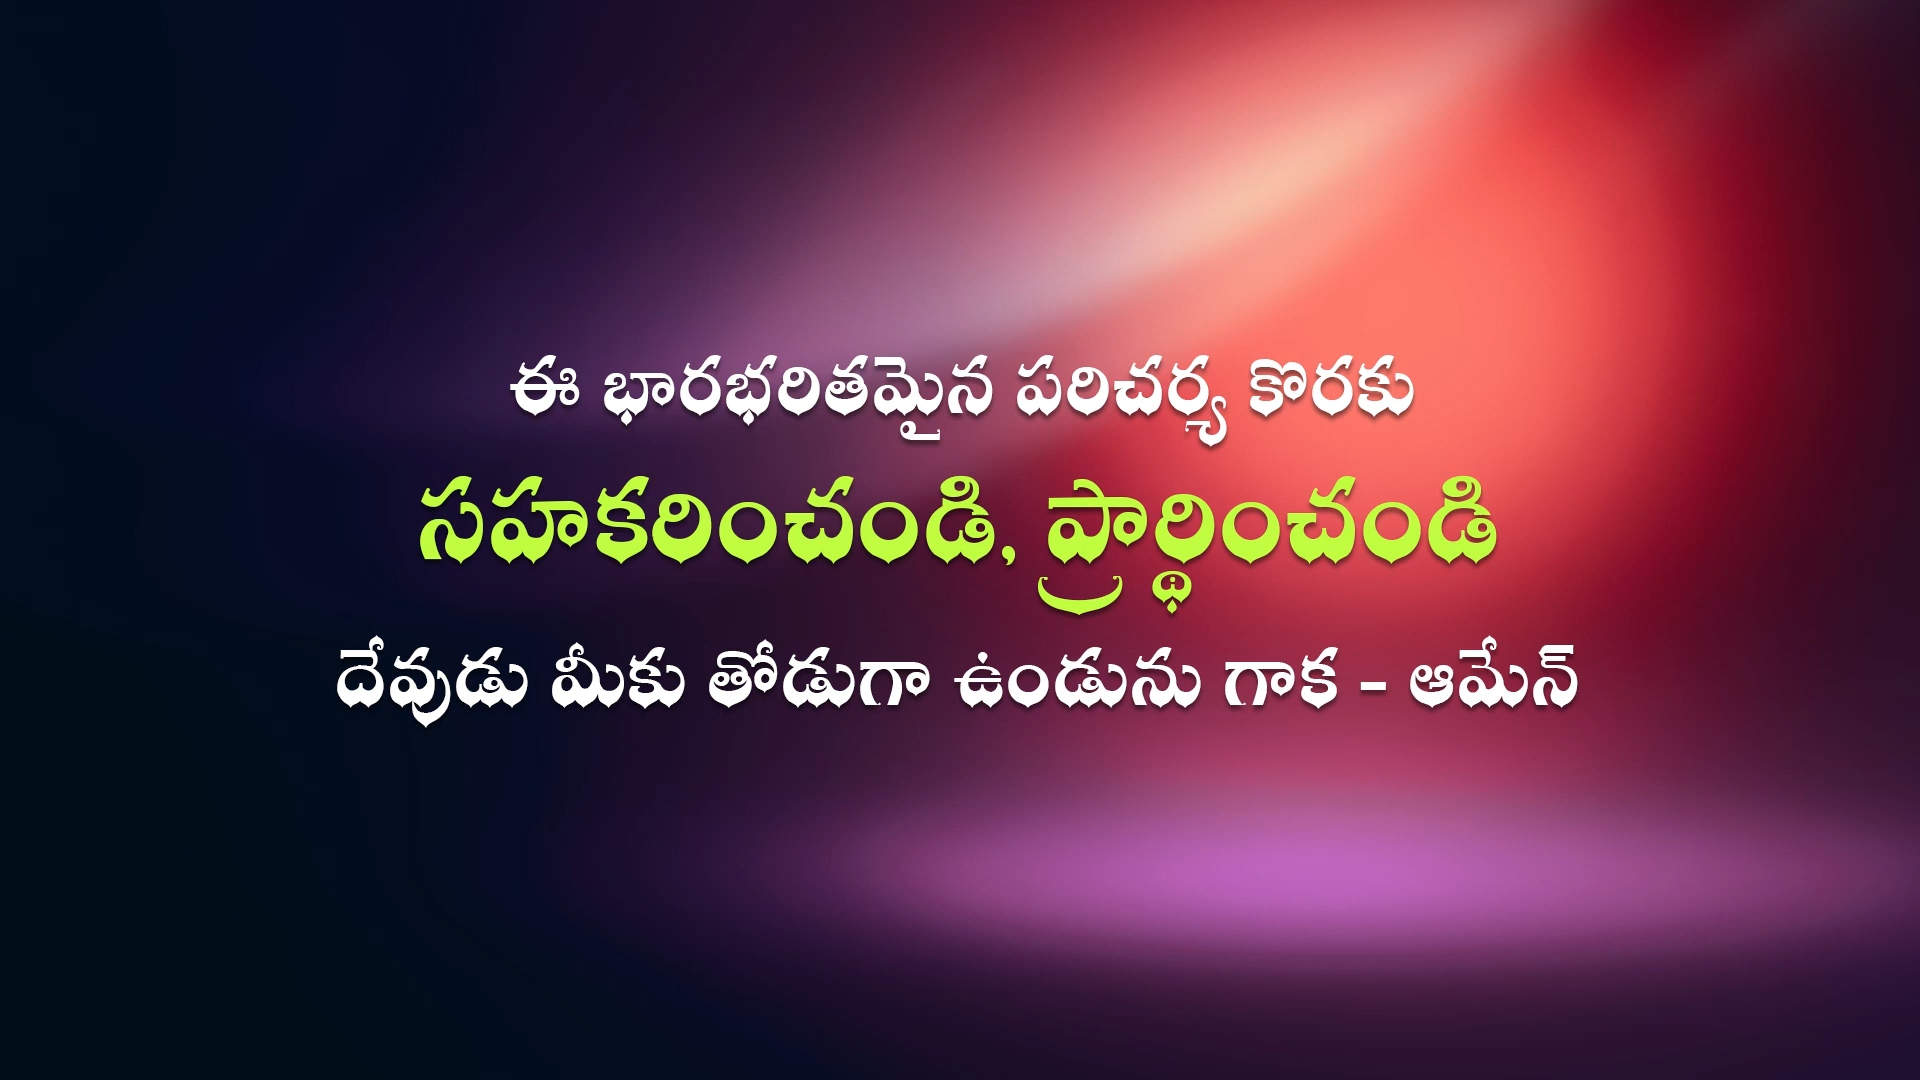 ఈ భారభరితమైన పరిచర్య కొరకు
సహకరించండి, ప్రార్థించండి
దేవుడు మీకు తోడుగా ఉండును గాక - ఆమేన్